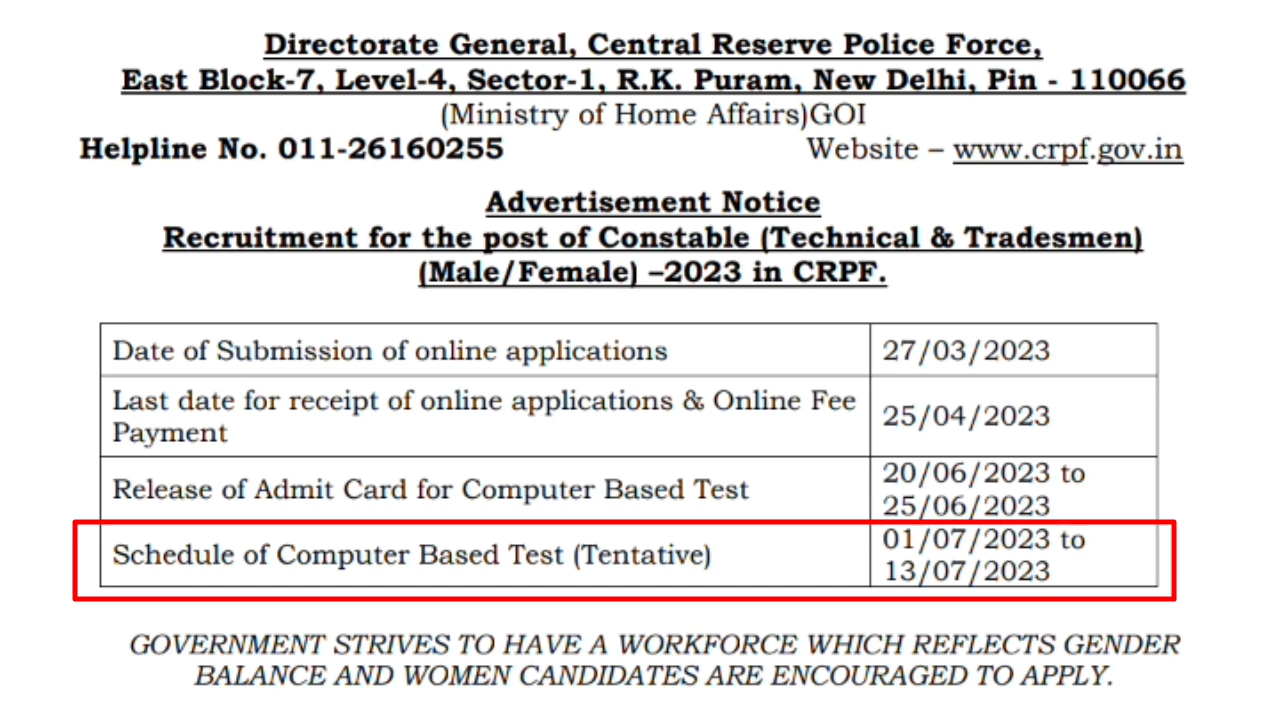 Directorate General, Central Reserve Police Force,
East Block-7, Level-4, Sector-1, R.K. Puram, New Delhi, Pin - 110066
(Ministry of Home Affairs)GOI
Helpline No. 011-26160255 Website – www.crpf.gov.in
Advertisement Notice
Recruitment for the post of Constable (Technical & Tradesmen)
(Male/Female) –2023 in CRPF.
Date of Submission of online applications 27/03/2023
Last date for receipt of online applications & Online Fee
Payment 25/04/2023
Release of Admit Card for Computer Based Test 20/06/2023 to
25/06/2023
Schedule of Computer Based Test (Tentative) 01/07/2023 to
13/07/2023
GOVERNMENT STRIVES TO HAVE A WORKFORCE WHICH REFLECTS GENDER
BALANCE AND WOMEN CANDIDATES ARE ENCOURAGED TO APPLY.